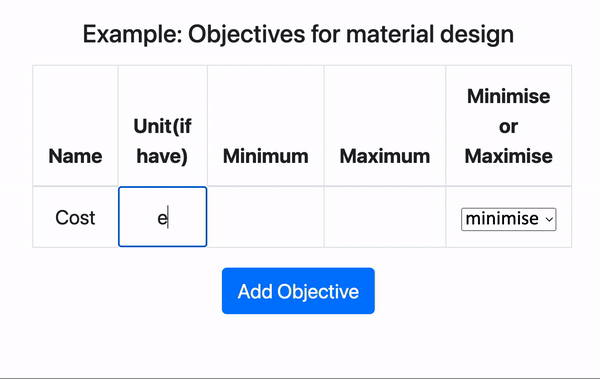 Example: Objectives for material design
Name
Unit(if
have)
Minimum
Maximum
Minimise
or
Maximise
Cost
e
minimise
Add Objective